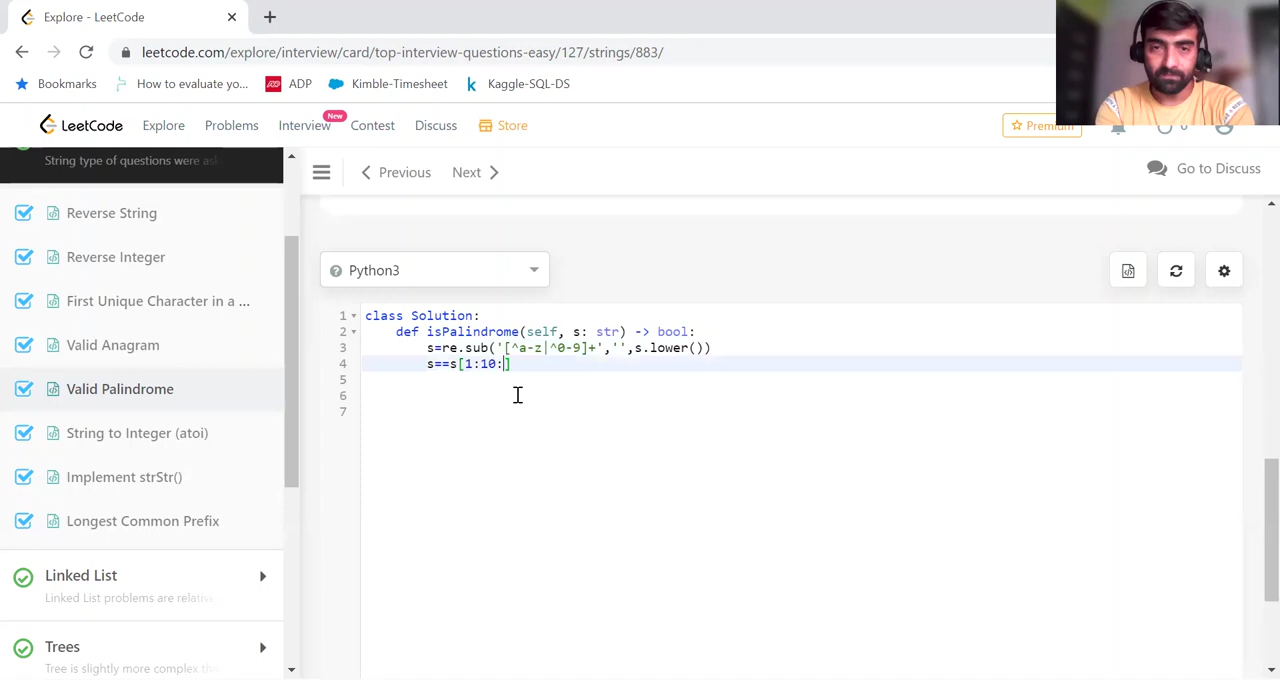 Explore - LeetCode
leetcode.com/explore/interview/card/top-interview-questions-easy/127/strings/883/
Bookmarks How to evaluate yo... ADP Kimble-Timesheet Kaggle-SQL-DS
LeetCode Explore Problems Interview New Contest Discuss Store Premium 0
String type of questions were ask
Previous Next Go to Discuss
Reverse String
Reverse Integer
First Unique Character in a ...
Valid Anagram
Valid Palindrome
String to Integer (atoi)
Implement strStr()
Longest Common Prefix
Linked List
Linked List problems are relative
Trees
Tree is slightly more complex tha
Python3
1 class Solution:
2 def isPalindrome(self, s: str) -> bool:
3 s=re.sub('[^a-z|^0-9]+','',s.lower())
4 s==s[1:10:]
5
6
7